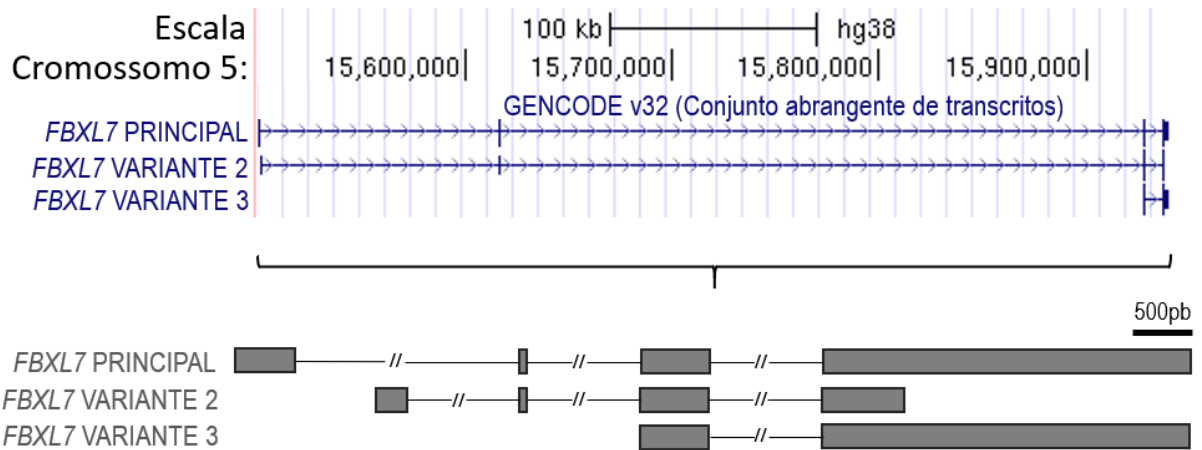 Escala 100 kb hg38
Cromossomo 5: 15,600,000| 15,700,000| 15,800,000| 15,900,000|
GENCODE v32 (Conjunto abrangente de transcritos)
FBXL7 PRINCIPAL
FBXL7 VARIANTE 2
FBXL7 VARIANTE 3
500pb
FBXL7 PRINCIPAL // // //
FBXL7 VARIANTE 2 // // //
FBXL7 VARIANTE 3 //